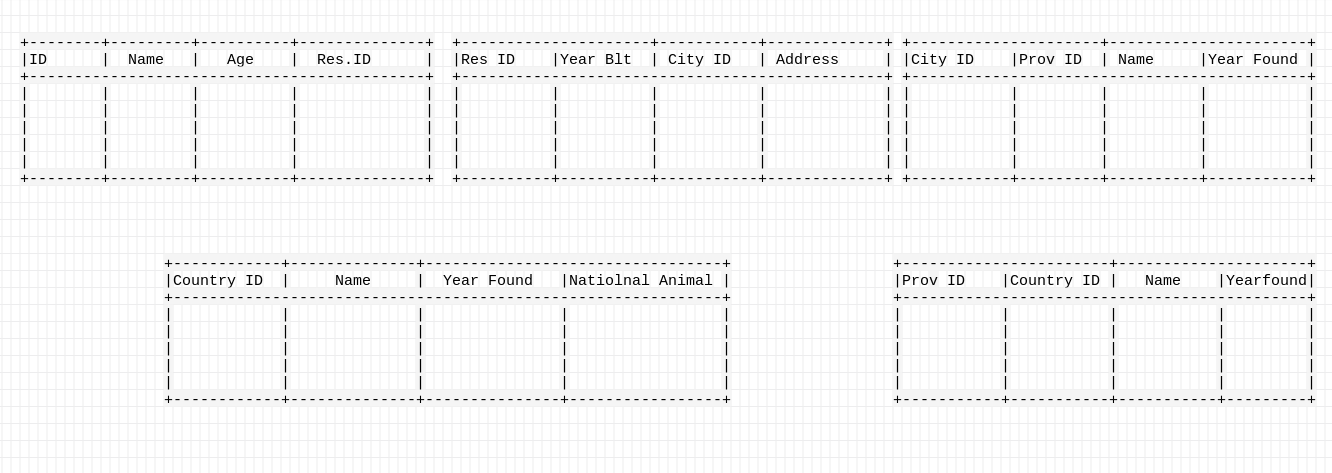 ID Name Age Res.ID
Res ID Year Blt City ID Address
City ID Prov ID Name Year Found
Country ID Name Year Found Natiolnal Animal
Prov ID Country ID Name Yearfound